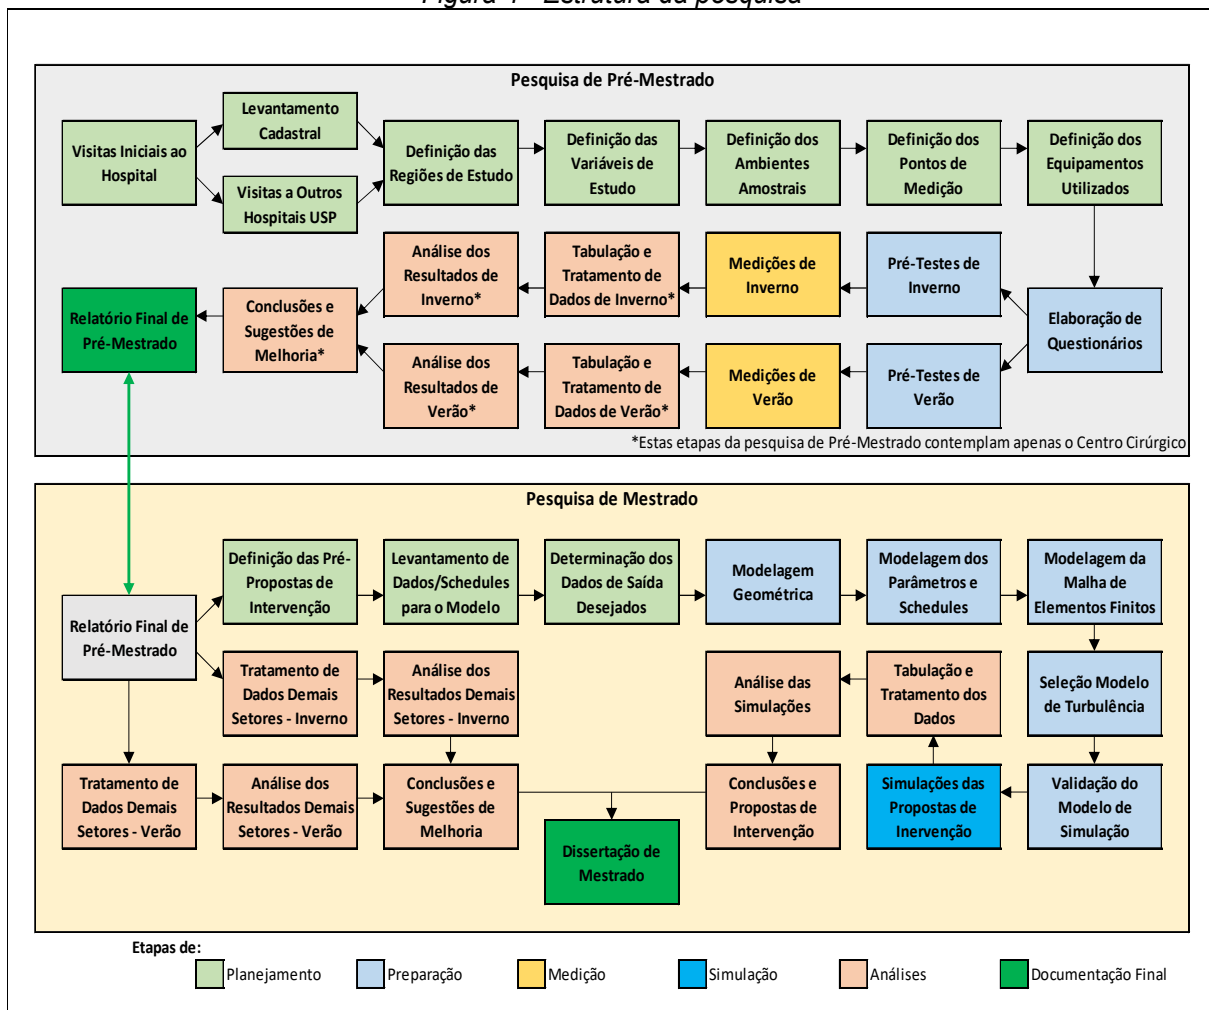 Figura 4 - Estrutura da pesquisa
Pesquisa de Pré-Mestrado
Visitas Iniciais ao
Hospital
Levantamento
Cadastral
Visitas a Outros
Hospitais USP
Definição das
Regiões de Estudo
Definição das
Variáveis de
Estudo
Definição dos
Ambientes
Amostrais
Definição dos
Pontos de
Medição
Definição dos
Equipamentos
Utilizados
Análise dos
Resultados de
Inverno*
Tabulação e
Tratamento de
Dados de Inverno*
Medições de
Inverno
Pré-Testes de
Inverno
Relatório Final de
Pré-Mestrado
Conclusões e
Sugestões de
Melhoria*
Elaboração de
Questionários
Análise dos
Resultados de
Verão*
Tabulação e
Tratamento de
Dados de Verão*
Medições de
Verão
Pré-Testes de
Verão
*Estas etapas da pesquisa de Pré-Mestrado contemplam apenas o Centro Cirúrgico
Pesquisa de Mestrado
Relatório Final de
Pré-Mestrado
Definição das Pré-
Propostas de
Intervenção
Levantamento de
Dados/Schedules
para o Modelo
Determinação dos
Dados de Saída
Desejados
Modelagem
Geométrica
Modelagem dos
Parâmetros e
Schedules
Modelagem da
Malha de
Elementos Finitos
Tratamento de
Dados Demais
Setores - Inverno
Análise dos
Resultados Demais
Setores - Inverno
Análise das
Simulações
Tabulação e
Tratamento dos
Dados
Seleção Modelo
de Turbulência
Tratamento de
Dados Demais
Setores - Verão
Análise dos
Resultados Demais
Setores - Verão
Conclusões e
Sugestões de
Melhoria
Conclusões e
Propostas de
Intervenção
Simulações das
Propostas de
Inervenção
Validação do
Modelo de
Simulação
Dissertação de
Mestrado
Etapas de:
Planejamento
Preparação
Medição
Simulação
Análises
Documentação Final